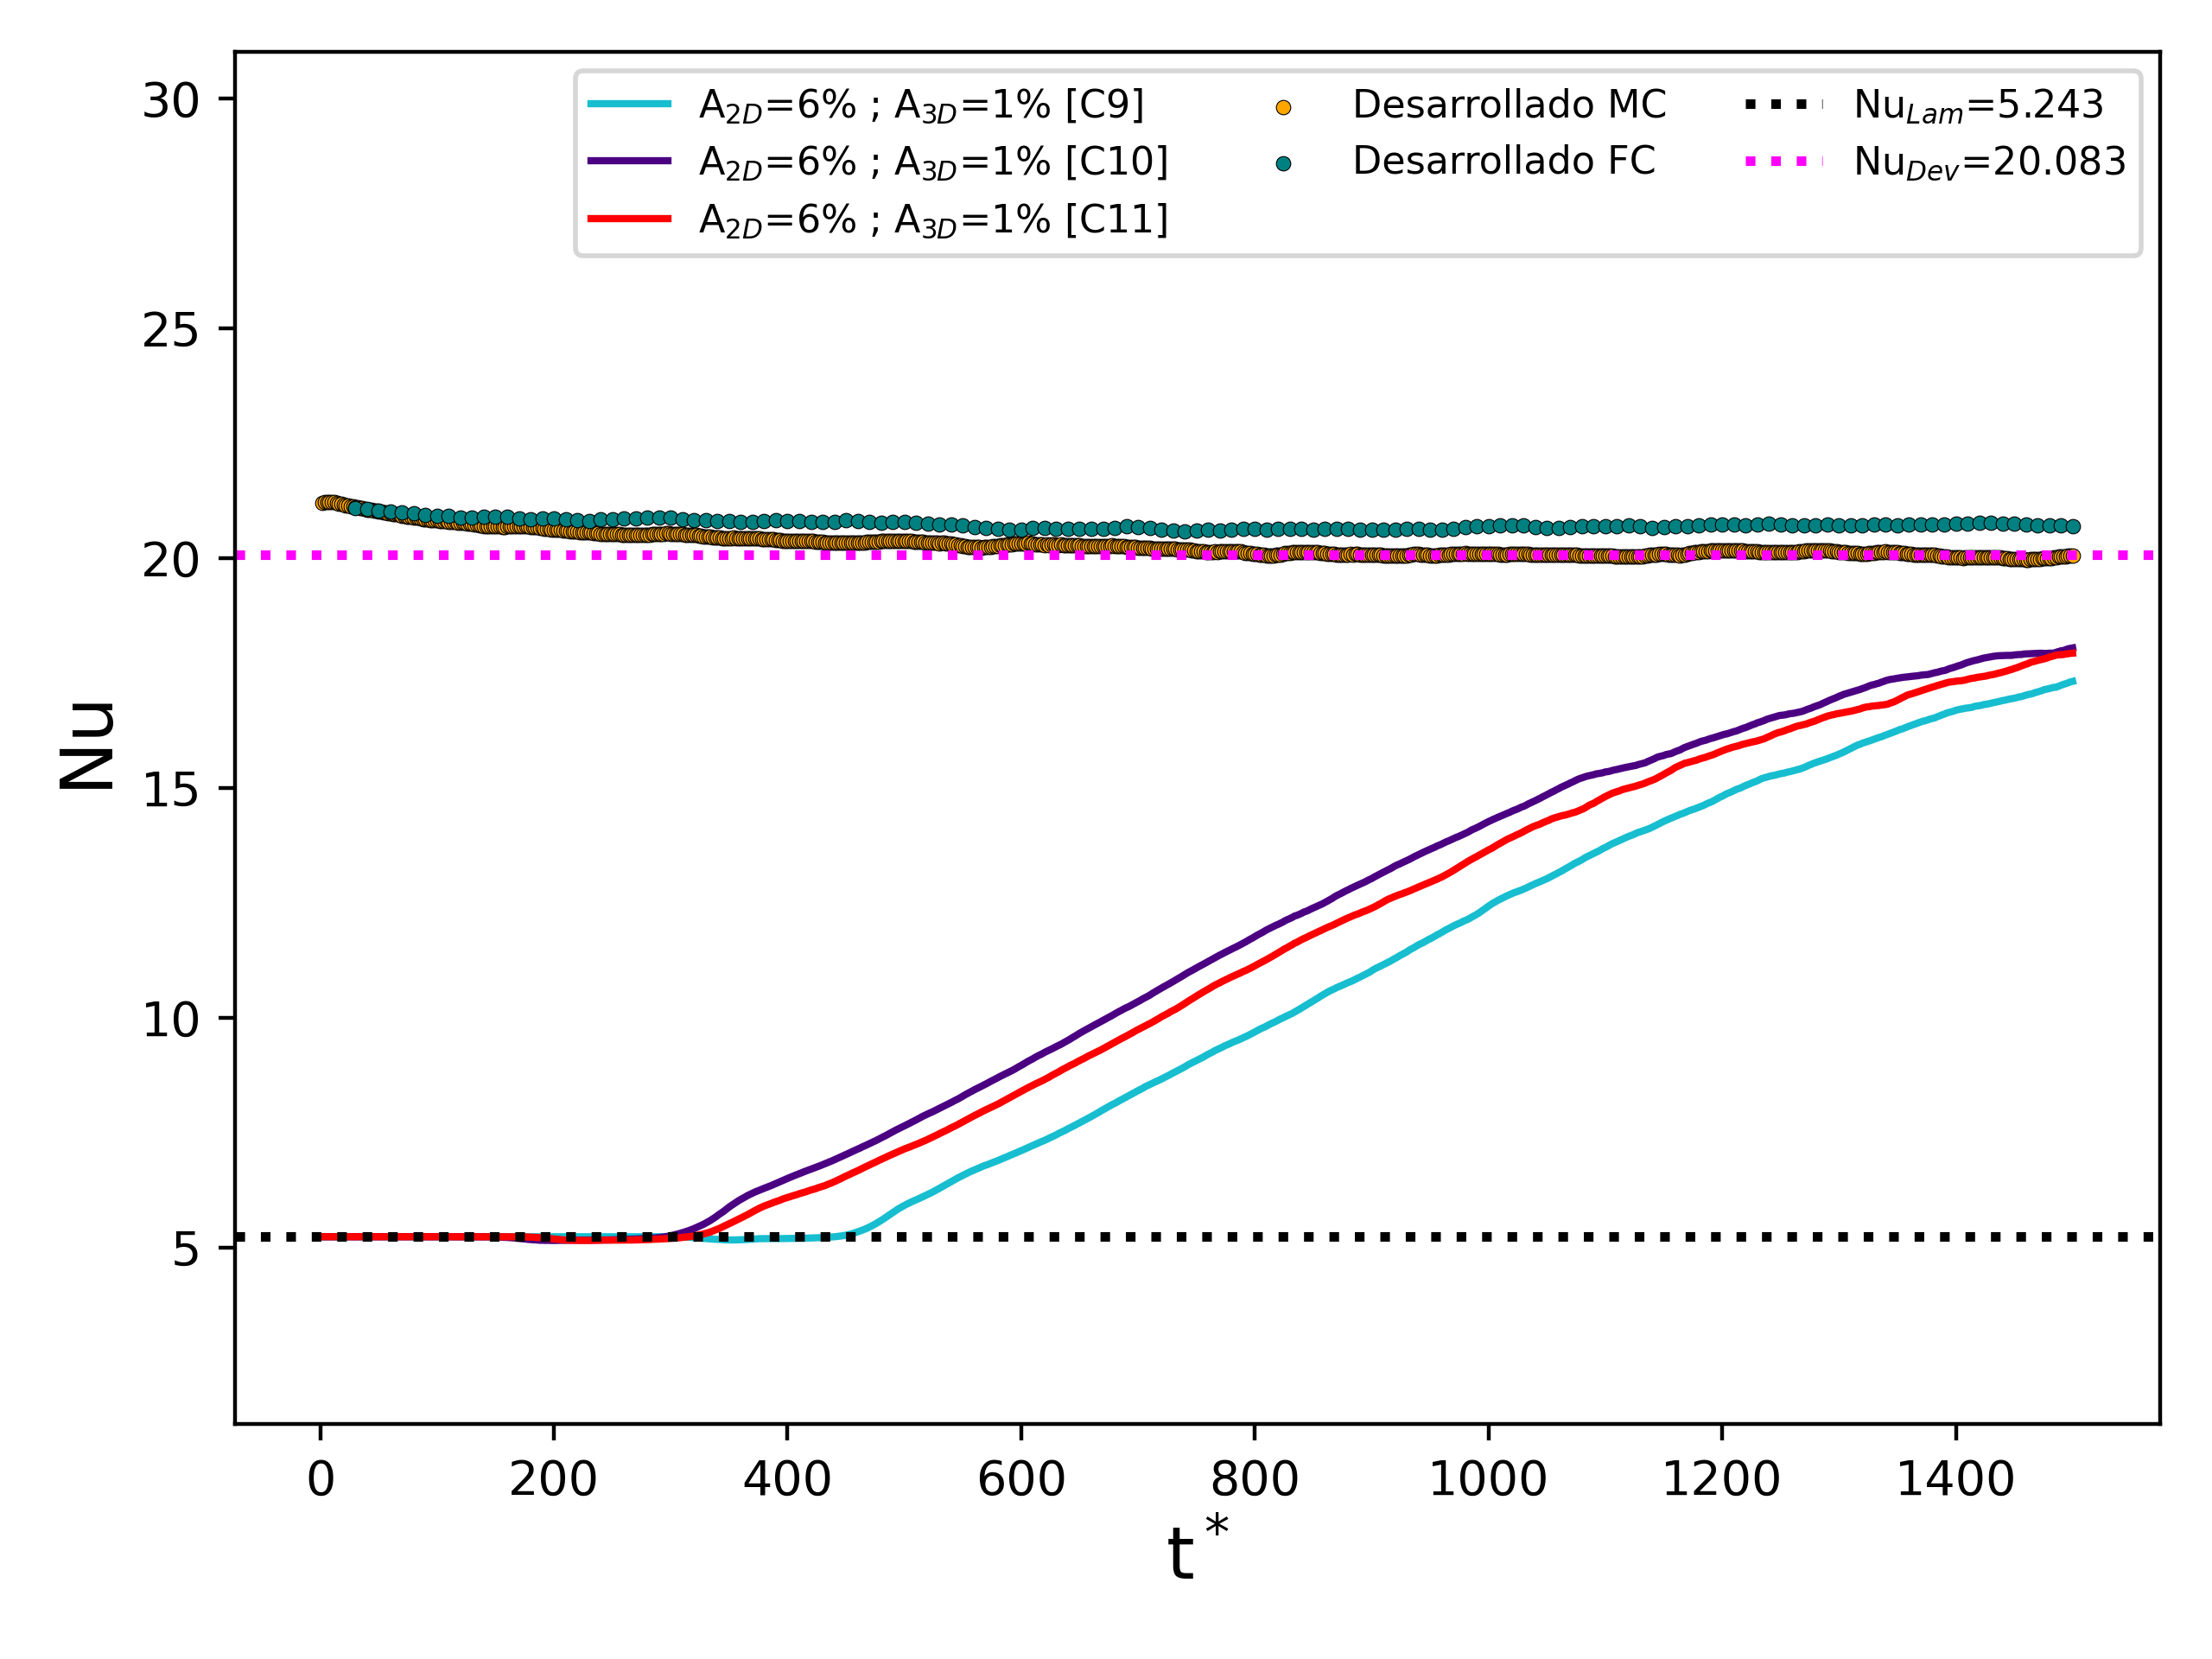 A2D=6% ; A3D=1% [C9]
A2D=6% ; A3D=1% [C10]
A2D=6% ; A3D=1% [C11]
Desarrollado MC
Desarrollado FC
NuLam=5.243
NuDev=20.083
30
25
20
15
10
5
Nu
0 200 400 600 800 1000 1200 1400
t*